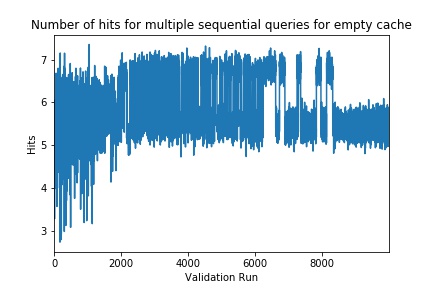 Number of hits for multiple sequential queries for empty cache
7
6
5
4
3
Hits
0 2000 4000 6000 8000
Validation Run